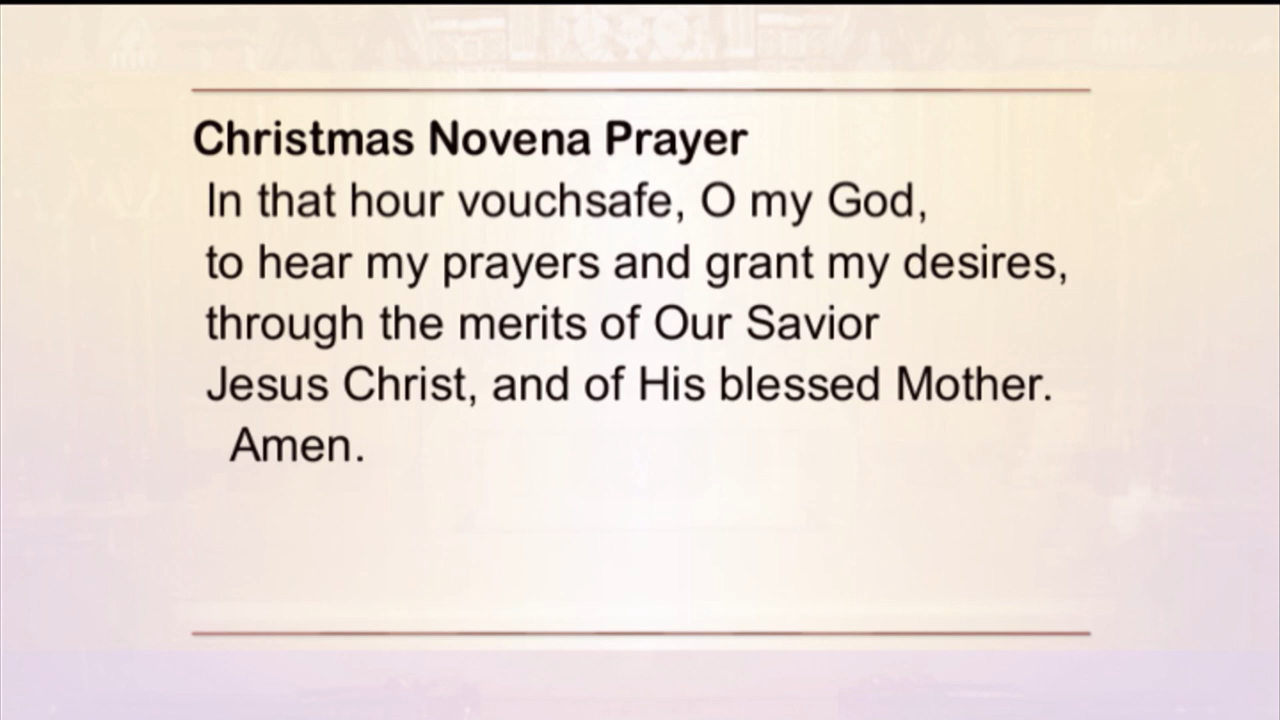 Christmas Novena Prayer
In that hour vouchsafe, O my God,
to hear my prayers and grant my desires,
through the merits of Our Savior
Jesus Christ, and of His blessed Mother.
Amen.